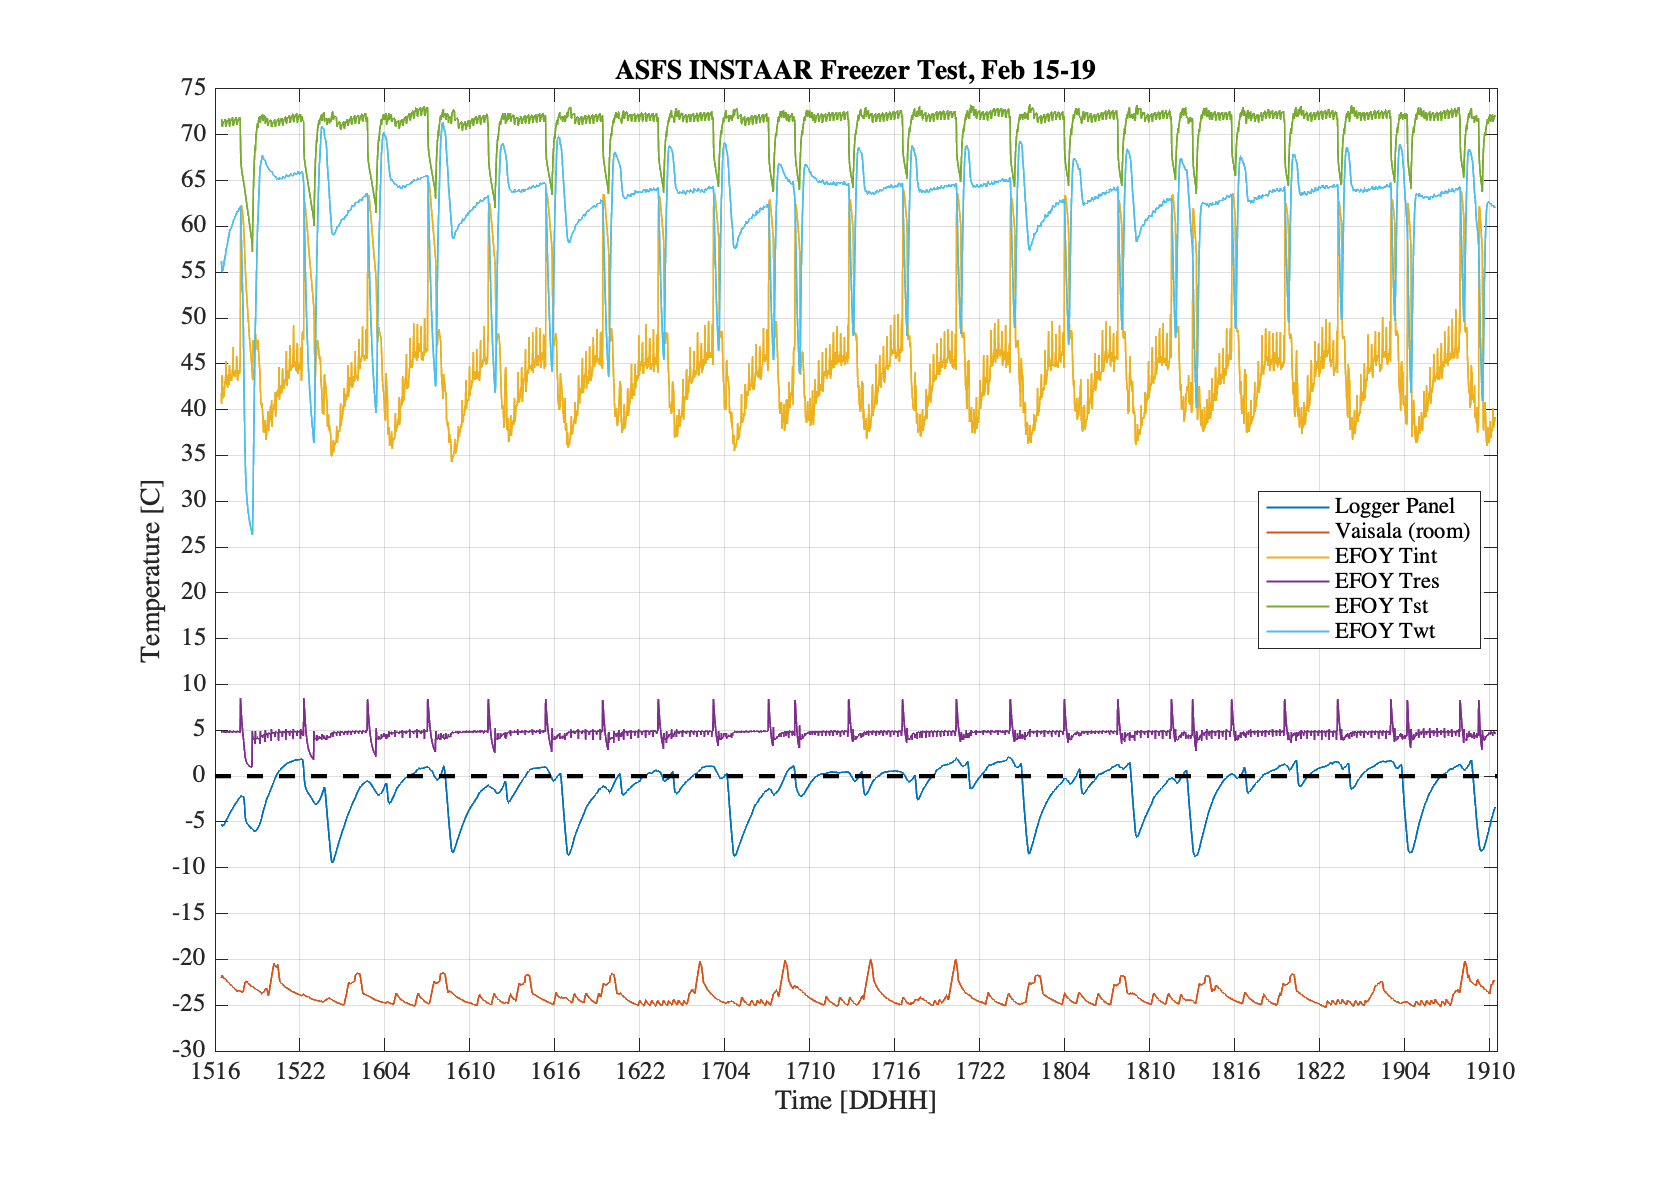 ASFS INSTAAR Freezer Test, Feb 15-19
75
70
65
60
55
50
45
40
35
30
25
20
15
10
5
0
-5
-10
-15
-20
-25
-30
Temperature [C]
Logger Panel
Vaisala (room)
EFOY Tint
EFOY Tres
EFOY Tst
EFOY Twt
1516 1522 1604 1610 1616 1622 1704 1710 1716 1722 1804 1810 1816 1822 1904 1910
Time [DDHH]